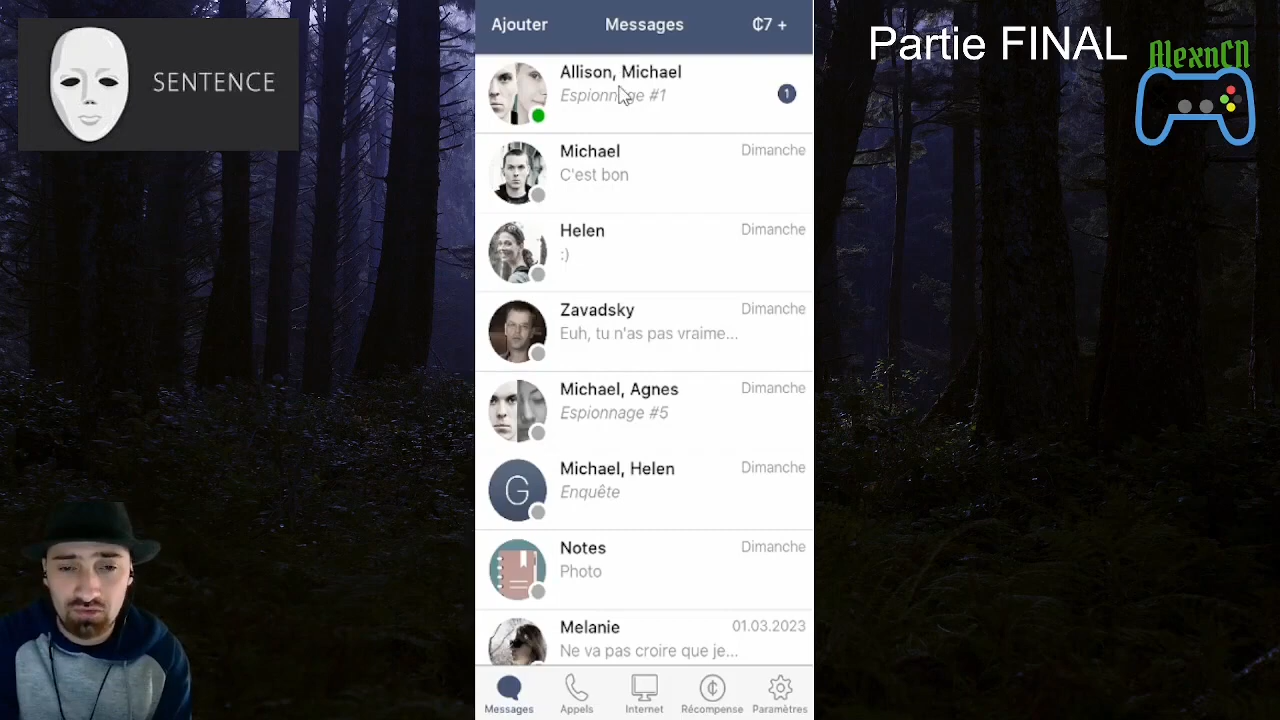 SENTENCE
Partie FINAL
AlexnCN
Ajouter Messages ₵7 +
Allison, Michael
Espionnage #1
1
Michael Dimanche
C'est bon
Helen Dimanche
:)
Zavadsky Dimanche
Euh, tu n'as pas vraime...
Michael, Agnes Dimanche
Espionnage #5
G
Michael, Helen Dimanche
Enquête
Notes Dimanche
Photo
Melanie 01.03.2023
Ne va pas croire que je...
Messages Appels Internet Récompense Paramètres